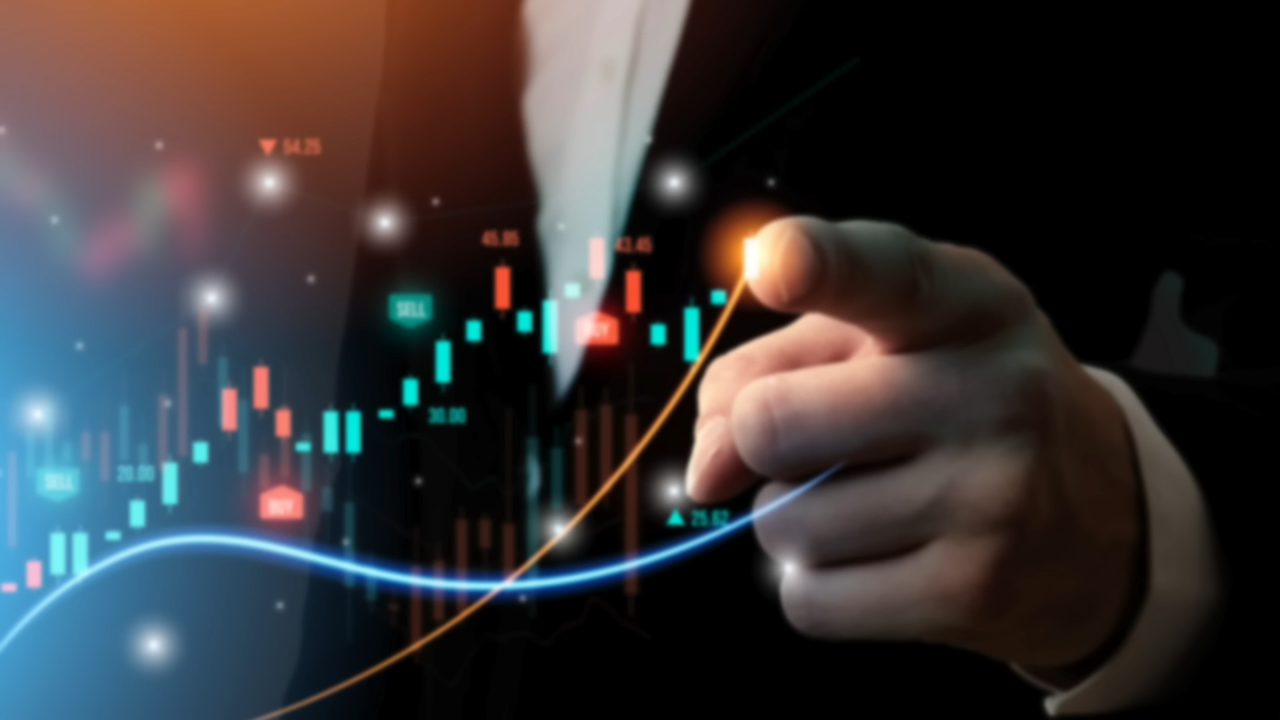 ▼ 54.25
45.05
43.45
SELL
BUY
30.00
20.00
SELL
BUY
▲ 25.62